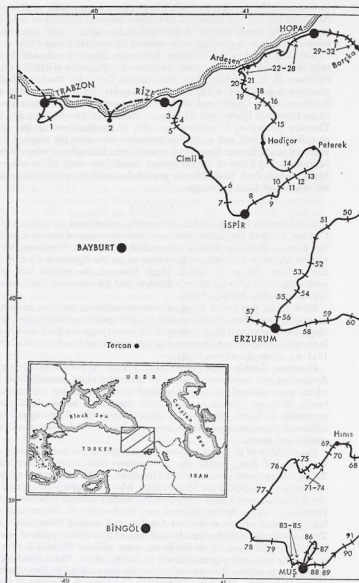 40
41
HOPA
29-32
Borçka
Ardeşen
22-28
21
20
19
18
17
16
15
41
TRABZON
RİZE
1
2
3
4
5
Hodiçor
Peterek
14
13
12
11
10
9
8
Cimil
6
7
İSPİR
BAYBURT
51
50
52
53
54
55
40
57
56
58
59
60
ERZURUM
Tercan
USSR
Black Sea
Caspian Sea
TURKEY
IRAN
Hınıs
69
70
68
76
75
71-74
77
39
78
79
83-85
BİNGÖL
86
87
91
90
MUŞ
88
89
40
41